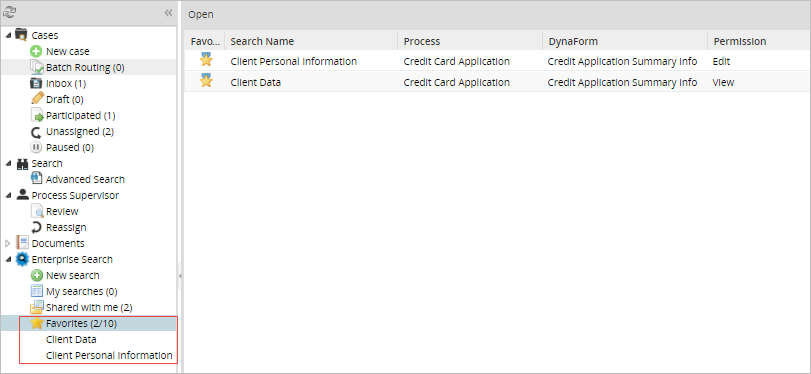 Cases
New case
Batch Routing (0)
Inbox (1)
Draft (0)
Participated (1)
Unassigned (2)
Paused (0)
Search
Advanced Search
Process Supervisor
Review
Reassign
Documents
Enterprise Search
New search
My searches (0)
Shared with me (2)
Favorites (2/10)
Client Data
Client Personal Information
Open
Favo... Search Name Process DynaForm Permission
Client Personal Information Credit Card Application Credit Application Summary Info Edit
Client Data Credit Card Application Credit Application Summary Info View